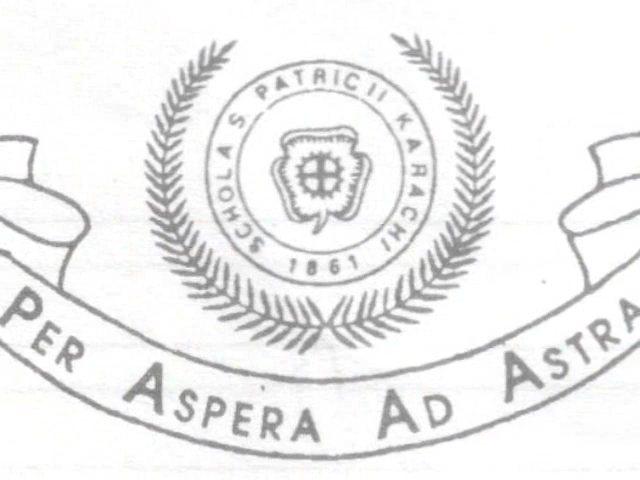 SCHOLA S. PATRICII KARACHI
1861
PER ASPERA AD ASTRA